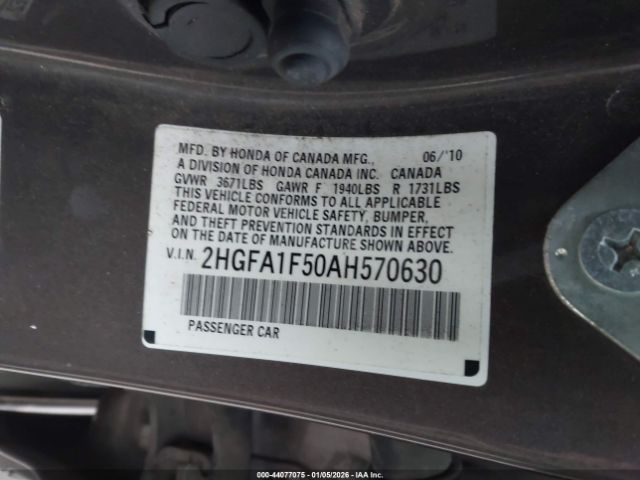 MFD. BY HONDA OF CANADA MFG., 06/'10
A DIVISION OF HONDA CANADA INC. CANADA
GVWR 3671LBS GAWR F 1940LBS R 1731LBS
THIS VEHICLE CONFORMS TO ALL APPLICABLE
FEDERAL MOTOR VEHICLE SAFETY, BUMPER,
AND THEFT PREVENTION STANDARDS IN EFFECT
ON THE DATE OF MANUFACTURE SHOWN ABOVE.
V.I.N. 2HGFA1F50AH570630
PASSENGER CAR
000-44077075 - 01/05/2026 - IAAI.COM